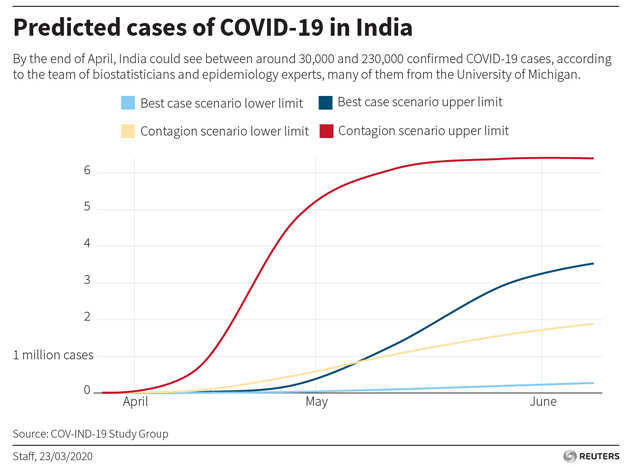 Predicted cases of COVID-19 in India
By the end of April, India could see between around 30,000 and 230,000 confirmed COVID-19 cases, according
to the team of biostatisticians and epidemiology experts, many of them from the University of Michigan.
Best case scenario lower limit Best case scenario upper limit
Contagion scenario lower limit Contagion scenario upper limit
6
5
4
3
2
1 million cases
0
April May June
Source: COV-IND-19 Study Group
Staff, 23/03/2020 REUTERS